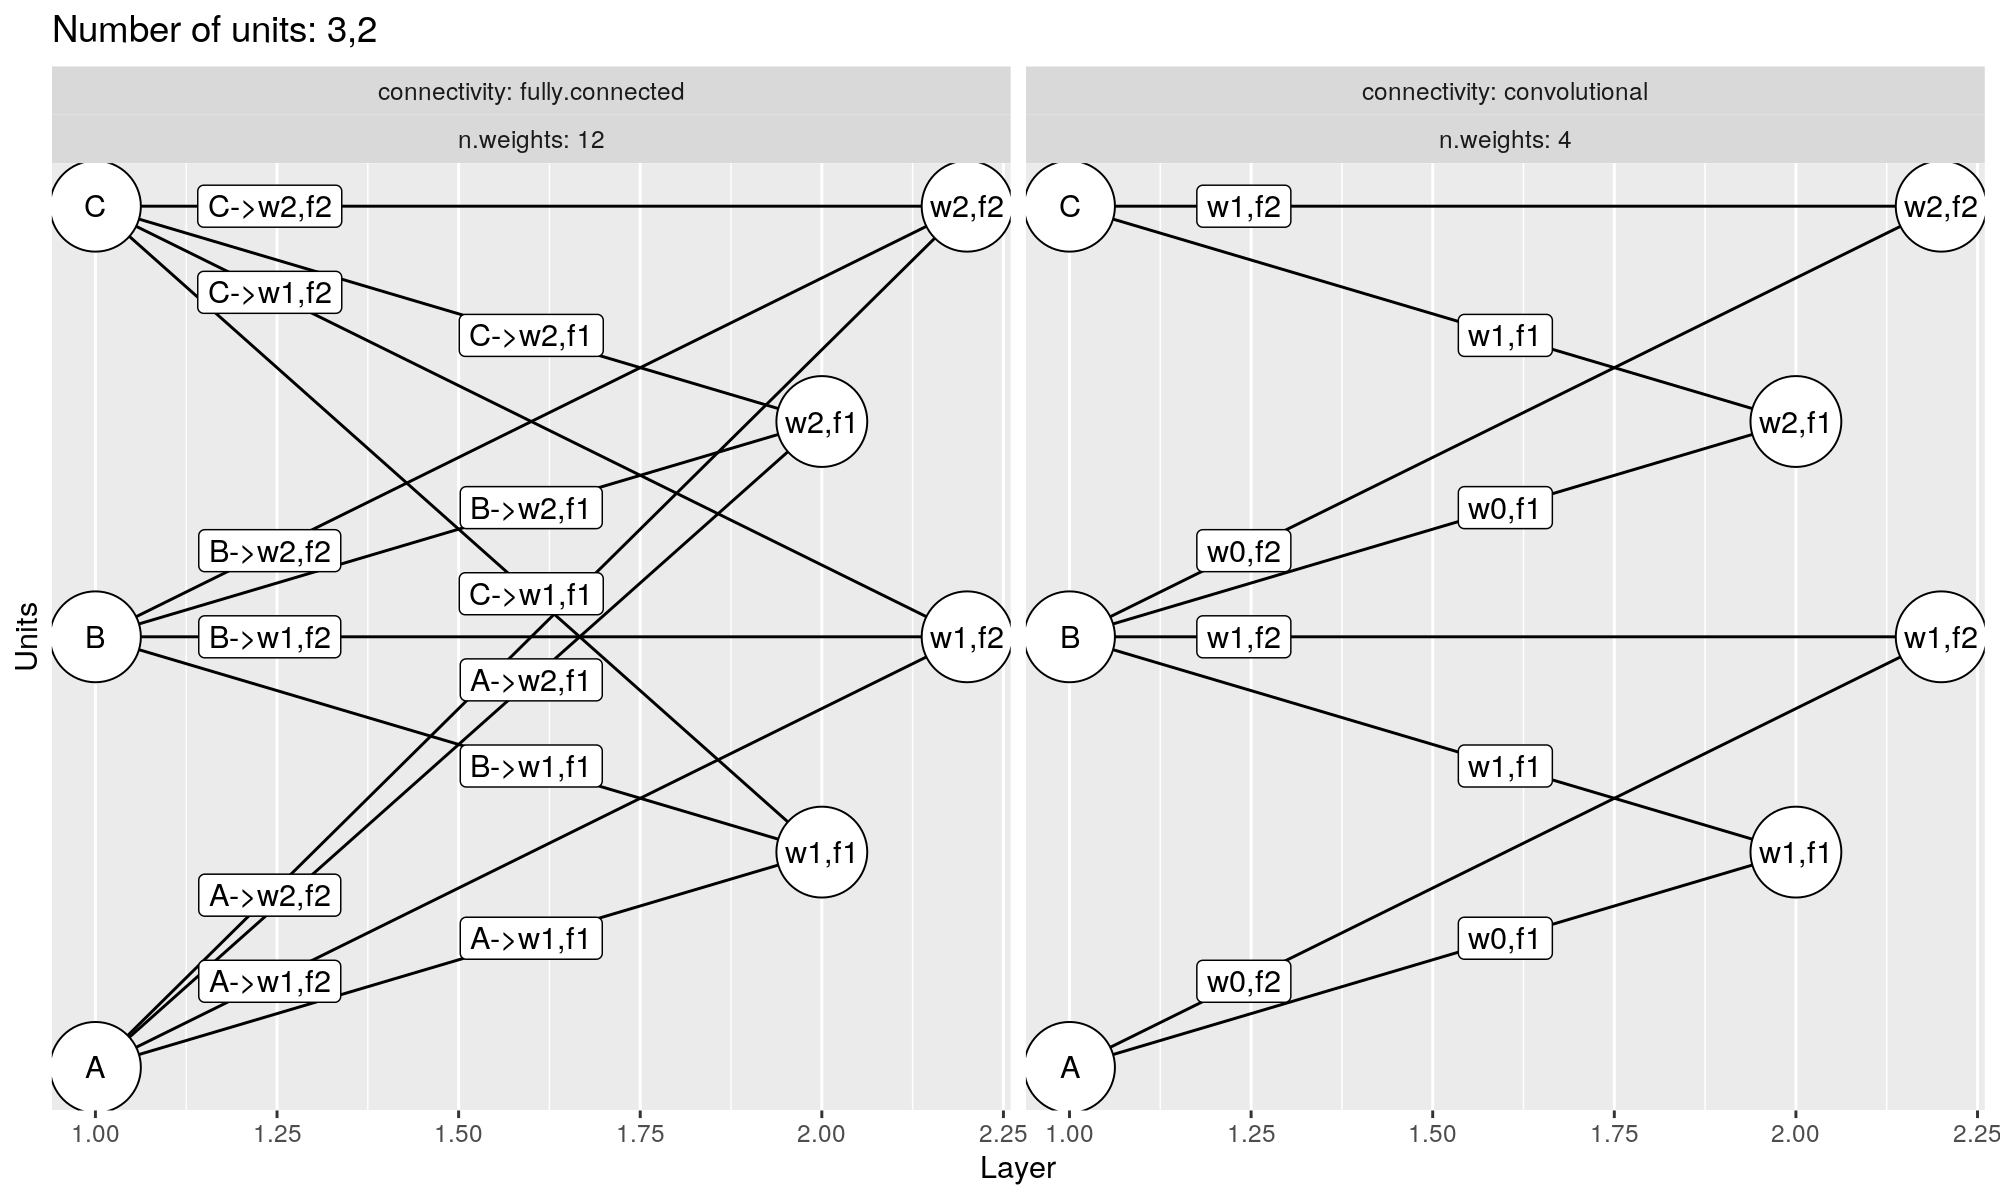 Number of units: 3,2
connectivity: fully.connected
n.weights: 12
C
C->w2,f2
w2,f2
C->w1,f2
C->w2,f1
w2,f1
B->w2,f1
B->w2,f2
C->w1,f1
B
B->w1,f2
w1,f2
A->w2,f1
B->w1,f1
w1,f1
A->w2,f2
A->w1,f1
A->w1,f2
A
1.00
1.25
1.50
1.75
2.00
2.25
connectivity: convolutional
n.weights: 4
C
w1,f2
w2,f2
w1,f1
w2,f1
w0,f1
w0,f2
B
w1,f2
w1,f2
w1,f1
w1,f1
w0,f1
w0,f2
A
1.00
1.25
1.50
1.75
2.00
2.25
Units
Layer